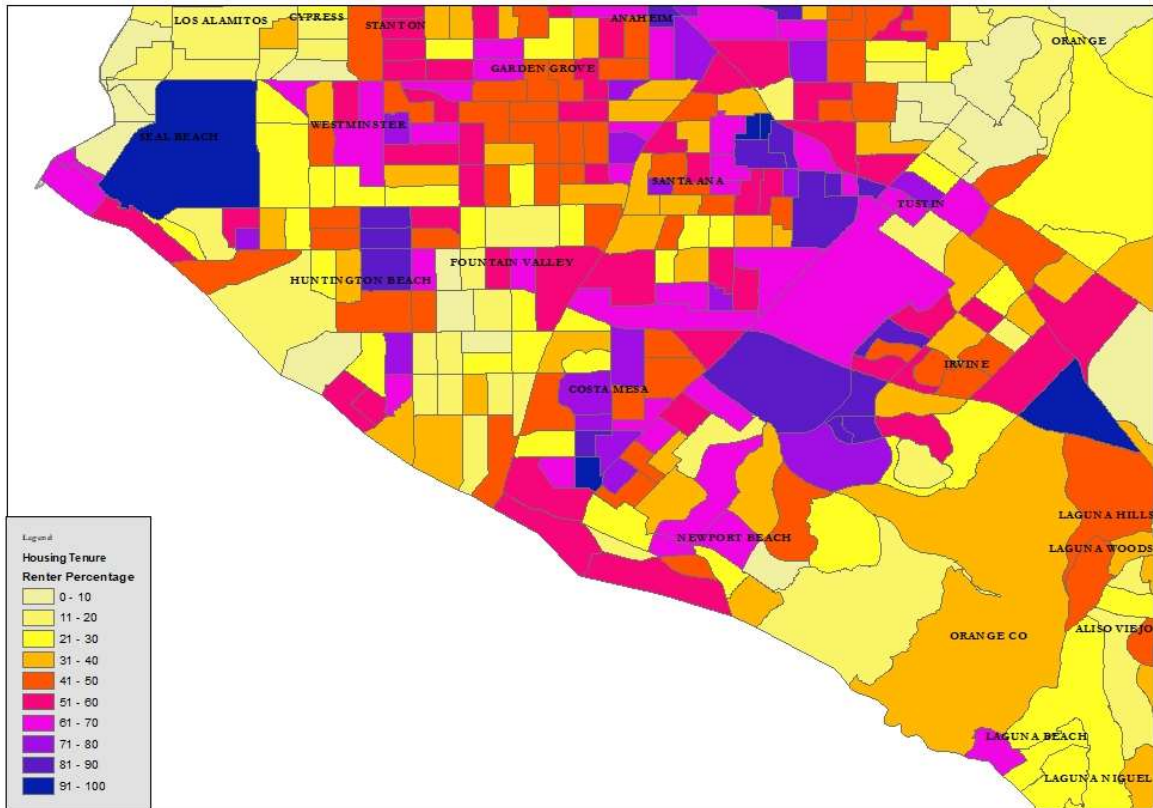 LOS ALAMITOS
CYPRESS
STANTON
ANAHEIM
ORANGE
GARDEN GROVE
SEAL BEACH
WESTMINSTER
SANTA ANA
TUSTIN
FOUNTAIN VALLEY
HUNTINGTON BEACH
IRVINE
COSTA MESA
LAGUNA HILLS
NEWPORT BEACH
LAGUNA WOODS
ALISO VIEJO
ORANGE CO
LAGUNA BEACH
LAGUNA NIGUEL
Legend
Housing Tenure
Renter Percentage
0 - 10
11 - 20
21 - 30
31 - 40
41 - 50
51 - 60
61 - 70
71 - 80
81 - 90
91 - 100